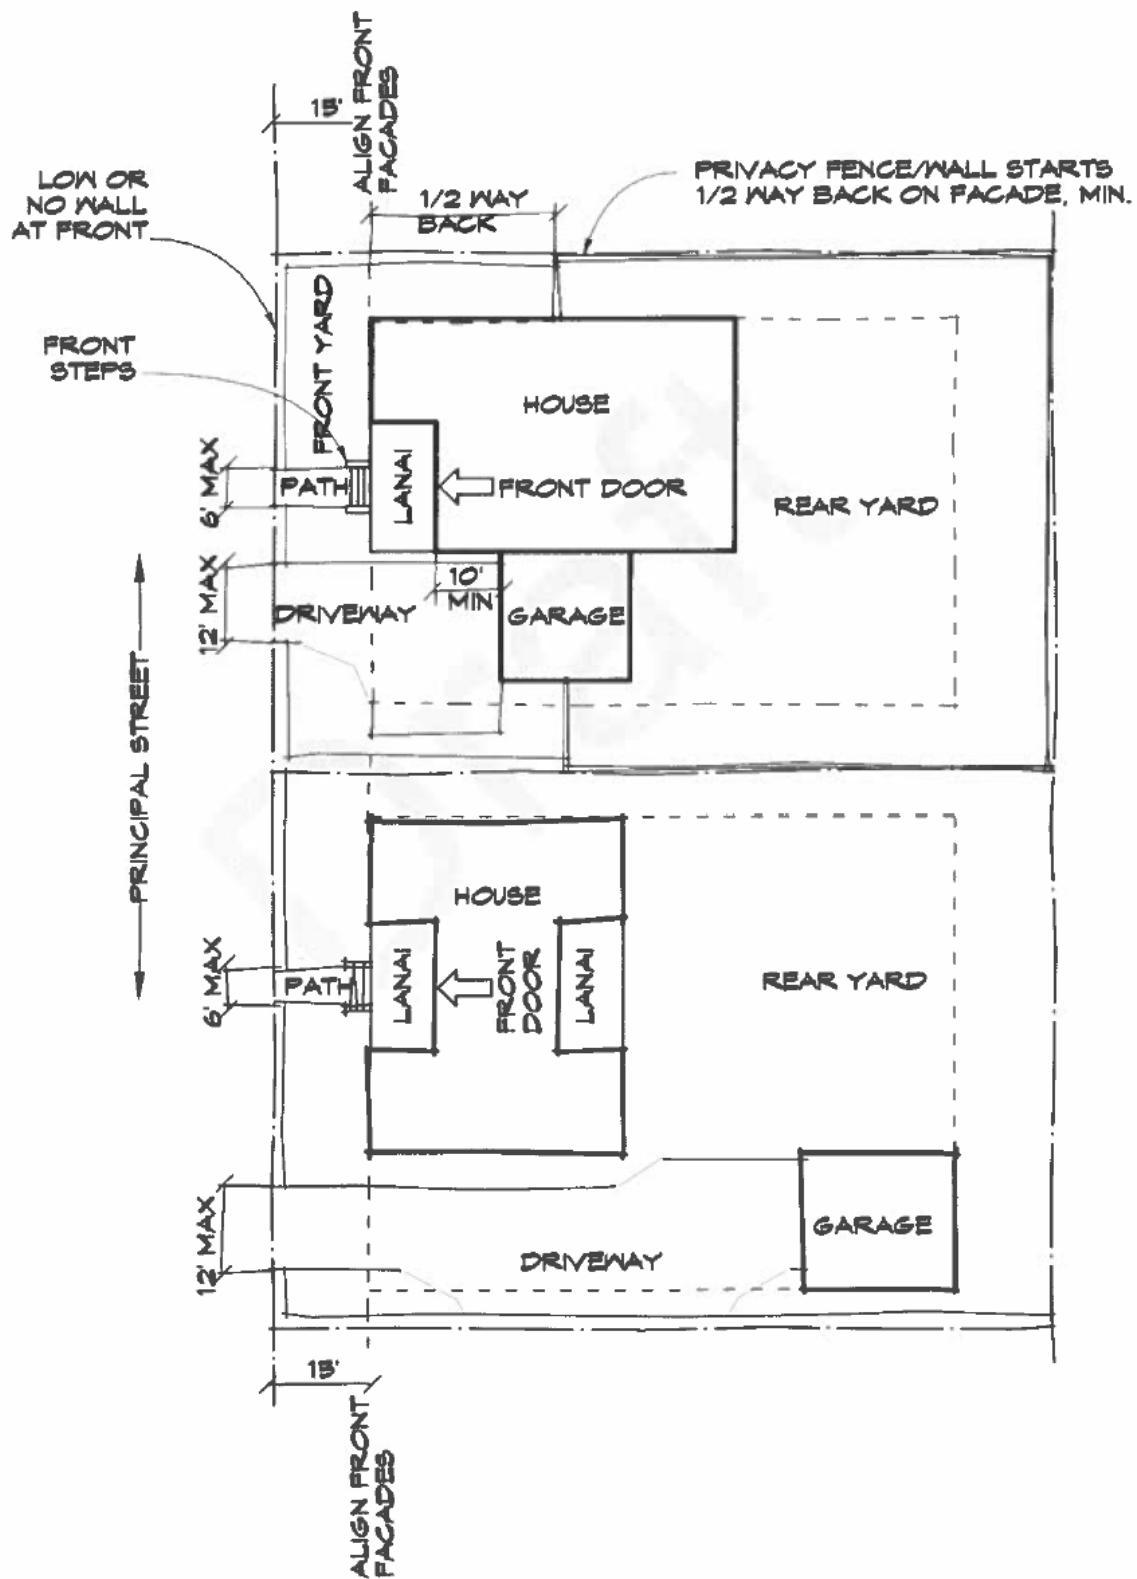 15'
ALIGN FRONT
FACADES
LOW OR
NO WALL
AT FRONT
1/2 WAY
BACK
PRIVACY FENCE/WALL STARTS
1/2 WAY BACK ON FACADE, MIN.
FRONT
STEPS
FRONT YARD
HOUSE
6' MAX
PATH
LANAI
FRONT DOOR
REAR YARD
12' MAX
DRIVEWAY
10'
MIN
GARAGE
PRINCIPAL STREET
Draft
HOUSE
6' MAX
PATH
LANAI
FRONT
DOOR
LANAI
REAR YARD
12' MAX
DRIVEWAY
GARAGE
15'
ALIGN FRONT
FACADES